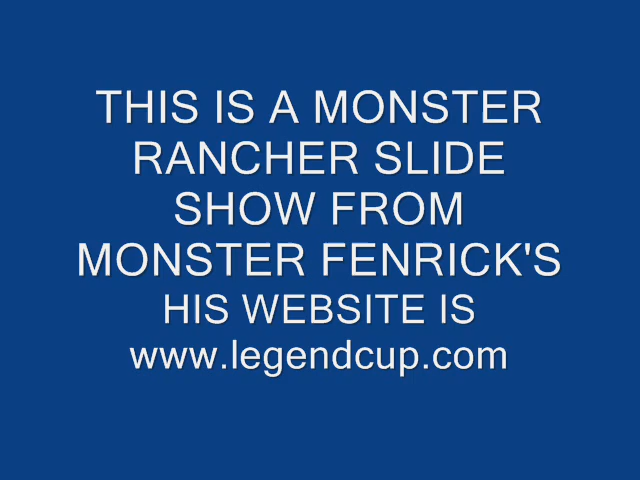 THIS IS A MONSTER
RANCHER SLIDE
SHOW FROM
MONSTER FENRICK'S
HIS WEBSITE IS
www.legendcup.com